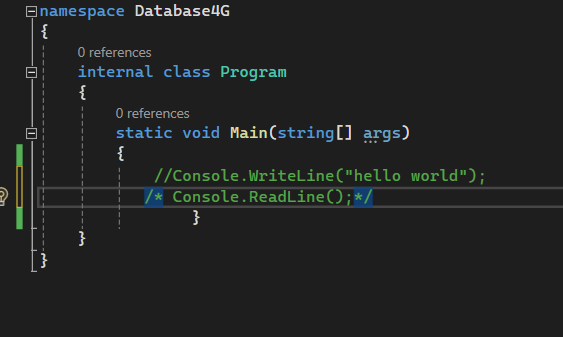 namespace Database4G
{
0 references
internal class Program
{
0 references
static void Main(string[] args)
{
//Console.WriteLine("hello world");
/* Console.ReadLine();*/
}
}
}